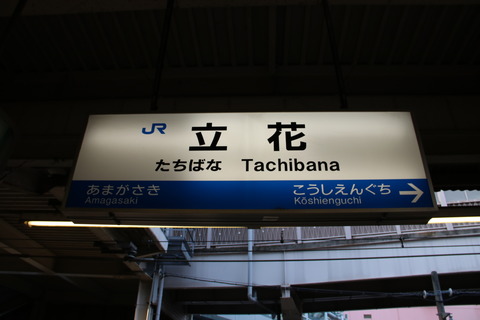 JR 立花
たちばな Tachibana
あまがさき こうしえんぐち →
Amagasaki Kōshienguchi